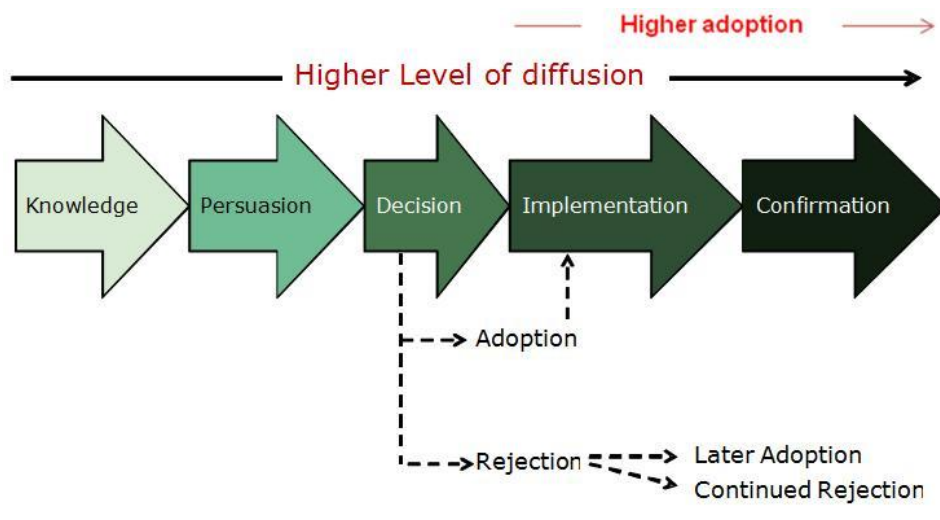 Higher adoption
Higher Level of diffusion
Knowledge
Persuasion
Decision
Implementation
Confirmation
Adoption
Rejection
Later Adoption
Continued Rejection